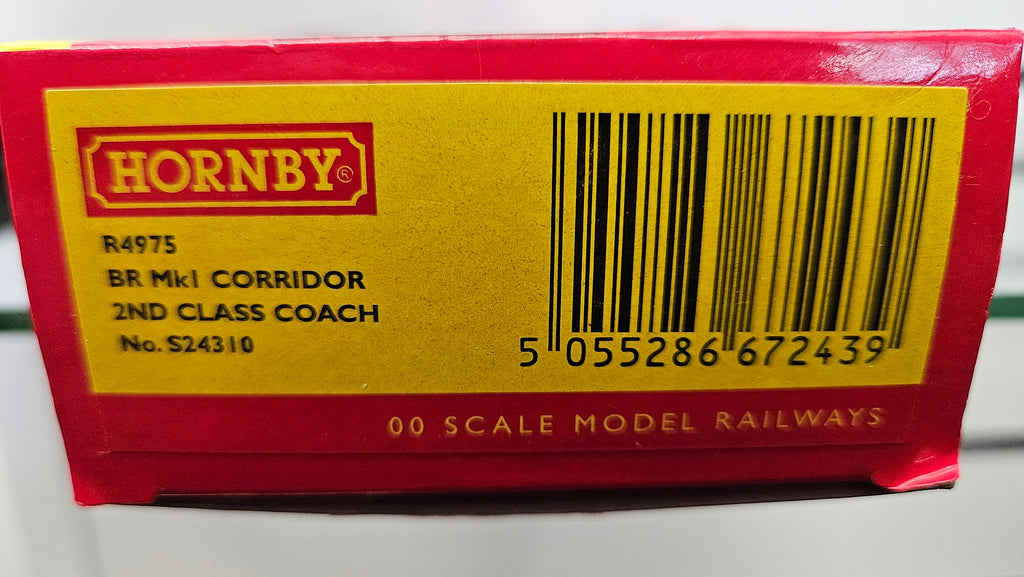 HORNBY®
R4975
BR Mk1 CORRIDOR
2ND CLASS COACH
No. S24310
5 055286 672439
00 SCALE MODEL RAILWAYS